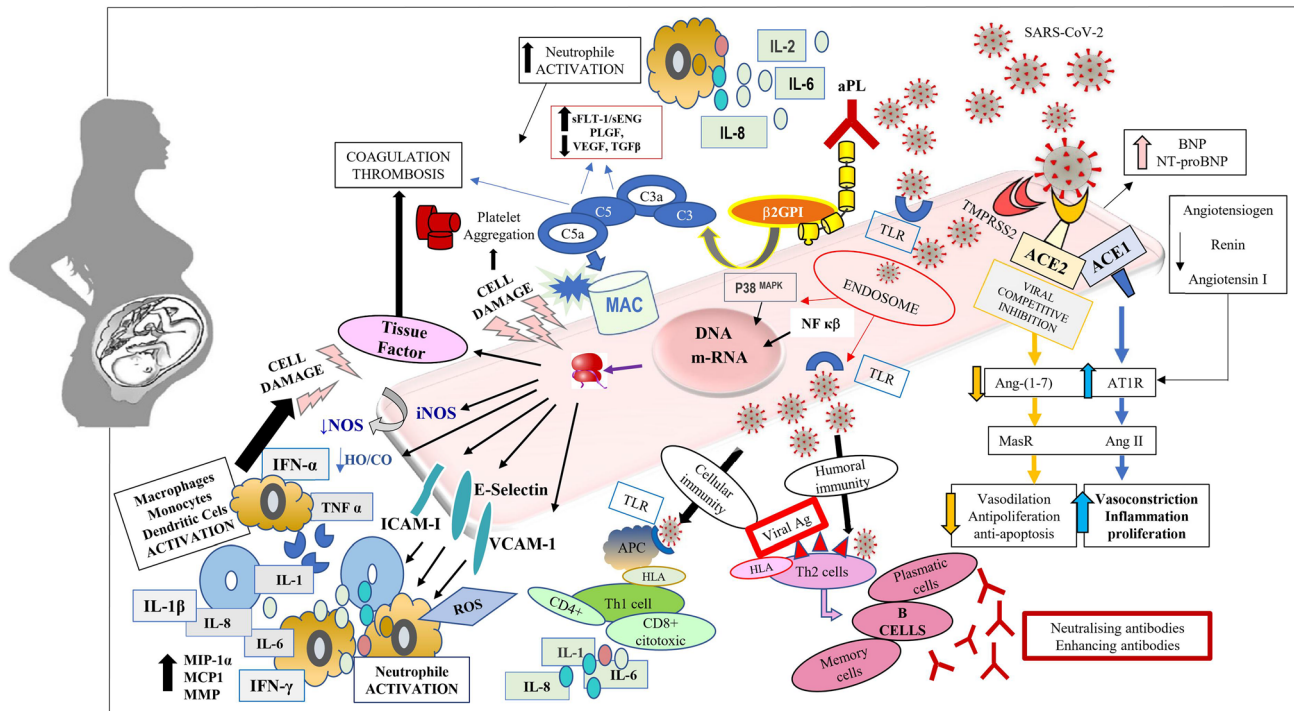 SARS-CoV-2
Neutrophile
ACTIVATION
IL-2
IL-6
IL-8
aPL
sFLT-1/sENG
PLGF,
VEGF, TGFβ
BNP
NT-proBNP
COAGULATION
THROMBOSIS
Platelet
Aggregation
C3a
C5
C3
C5a
β2GPI
TLR
TMPRSS2
ACE2
ACE1
Angiotensiogen
Renin
Angiotensin I
MAC
CELL
DAMAGE
P38 MAPK
ENDOSOME
VIRAL
COMPETITIVE
INHIBITION
NF κβ
DNA
m-RNA
Tissue
Factor
CELL
DAMAGE
TLR
Ang-(1-7)
AT1R
iNOS
↓NOS
↓HO/CO
MasR
Ang II
Macrophages
Monocytes
Dendritic Cels
ACTIVATION
IFN-α
TNF α
E-Selectin
ICAM-I
VCAM-1
Cellular
immunity
Humoral
immunity
Vasodilation
Antipoliferation
anti-apoptosis
Vasoconstriction
Inflammation
proliferation
TLR
APC
HLA
Viral Ag
HLA
Th2 cells
IL-1
IL-1β
IL-8
IL-6
ROS
CD4+
Th1 cell
CD8+
citotoxic
Plasmatic
cells
B
CELLS
Memory
cells
Neutralising antibodies
Enhancing antibodies
MIP-1α
MCP1
MMP
IFN-γ
Neutrophile
ACTIVATION
IL-1
IL-8
IL-6